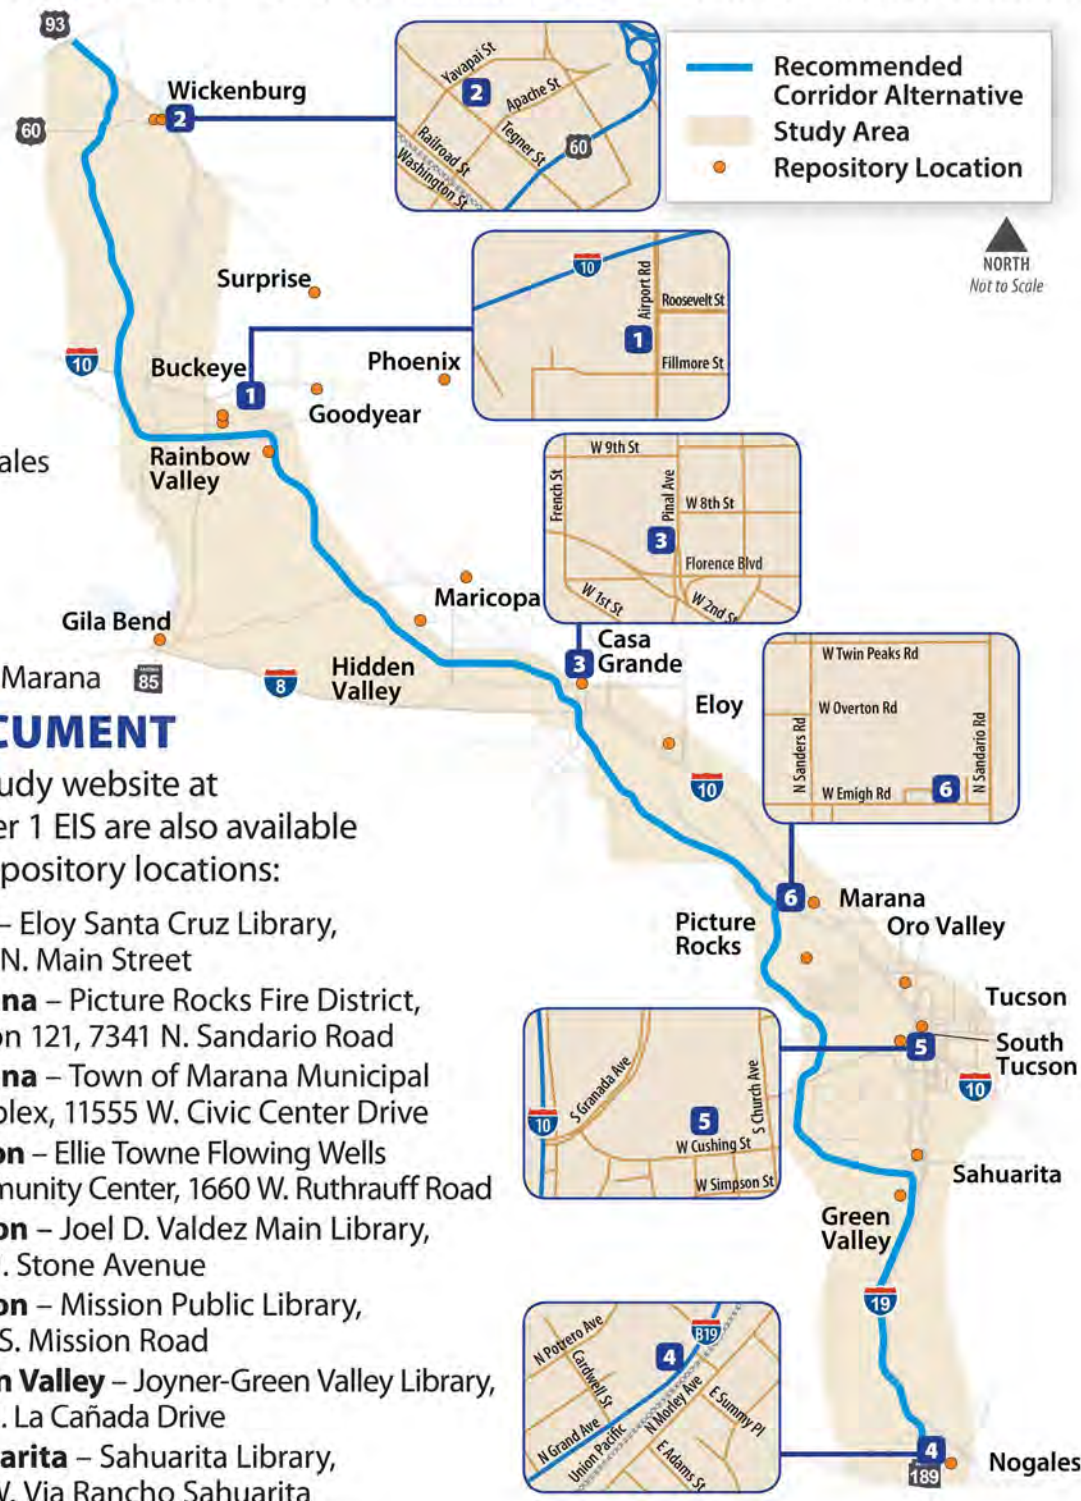 93
Wickenburg
2
60
Yavapai St
2
Apache St
Railroad St
Tegner St
60
Washington St
Recommended
Corridor Alternative
Study Area
Repository Location
NORTH
Not to Scale
Surprise
10
Airport Rd
Roosevelt St
1
Fillmore St
10
Buckeye
1
Phoenix
Goodyear
Rainbow
Valley
ales
W 9th St
French St
Pinal Ave
W 8th St
3
Florence Blvd
W 1st St
W 2nd St
Maricopa
Gila Bend
Casa
Grande
3
Hidden
Valley
Marana
85
8
Eloy
10
W Twin Peaks Rd
W Overton Rd
N Sanders Rd
N Sandario Rd
W Emigh Rd
6
CUMENT
udy website at
er 1 EIS are also available
pository locations:
– Eloy Santa Cruz Library,
N. Main Street
na – Picture Rocks Fire District,
on 121, 7341 N. Sandario Road
na – Town of Marana Municipal
plex, 11555 W. Civic Center Drive
on – Ellie Towne Flowing Wells
munity Center, 1660 W. Ruthrauff Road
on – Joel D. Valdez Main Library,
. Stone Avenue
on – Mission Public Library,
S. Mission Road
n Valley – Joyner-Green Valley Library,
. La Cañada Drive
arita – Sahuarita Library,
W. Via Rancho Sahuarita
6
Marana
Oro Valley
Picture
Rocks
Tucson
South
Tucson
5
10
S Granada Ave
S Church Ave
10
5
W Cushing St
W Simpson St
Sahuarita
Green
Valley
19
N Potrero Ave
B19
4
Cardwell St
N Grand Ave
Union Pacific
N Morley Ave
E Summy Pl
E Adams St
4
189
Nogales